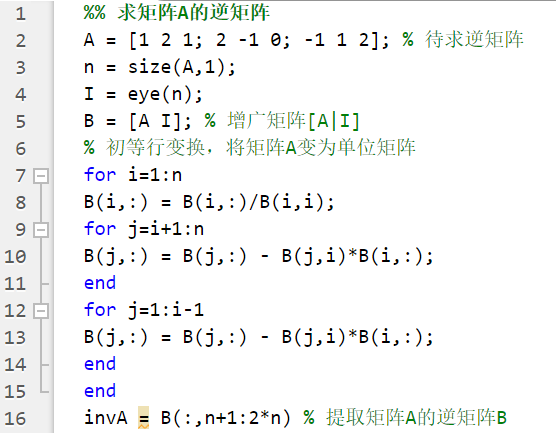 1 %% 求矩阵A的逆矩阵
2 A = [1 2 1; 2 -1 0; -1 1 2]; % 待求逆矩阵
3 n = size(A,1);
4 I = eye(n);
5 B = [A I]; % 增广矩阵[A|I]
6 % 初等行变换，将矩阵A变为单位矩阵
7 for i=1:n
8 B(i,:) = B(i,:)/B(i,i);
9 for j=i+1:n
10 B(j,:) = B(j,:) - B(j,i)*B(i,:);
11 end
12 for j=1:i-1
13 B(j,:) = B(j,:) - B(j,i)*B(i,:);
14 end
15 end
16 invA = B(:,n+1:2*n) % 提取矩阵A的逆矩阵B